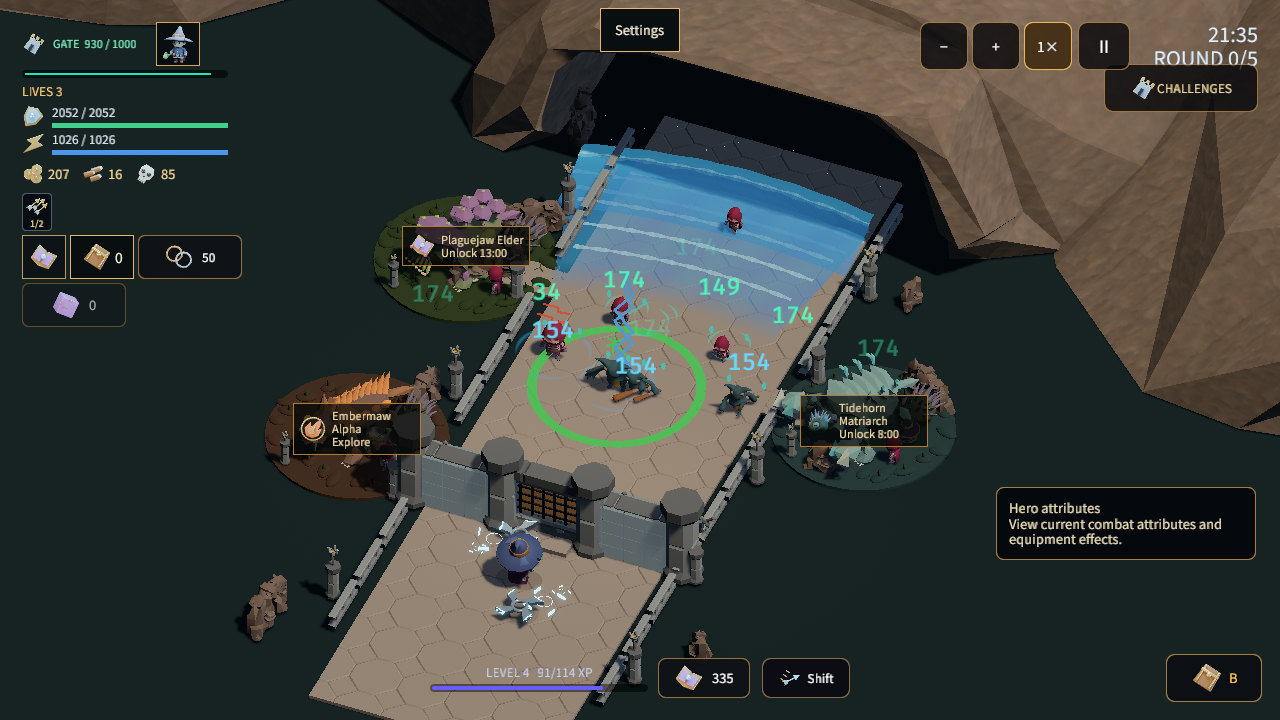 GATE 930 / 1000
Settings
−
+
1×
21:35
ROUND 0/5
CHALLENGES
LIVES 3
2052 / 2052
1026 / 1026
207
16
85
1/2
0
50
0
Plaguejaw Elder
Unlock 13:00
174
174
174
149
34
174
174
174
154
154
154
174
Embermaw
Alpha
Explore
Tidehorn
Matriarch
Unlock 8:00
Hero attributes
View current combat attributes and
equipment effects.
LEVEL 4 91/114 XP
335
Shift
B